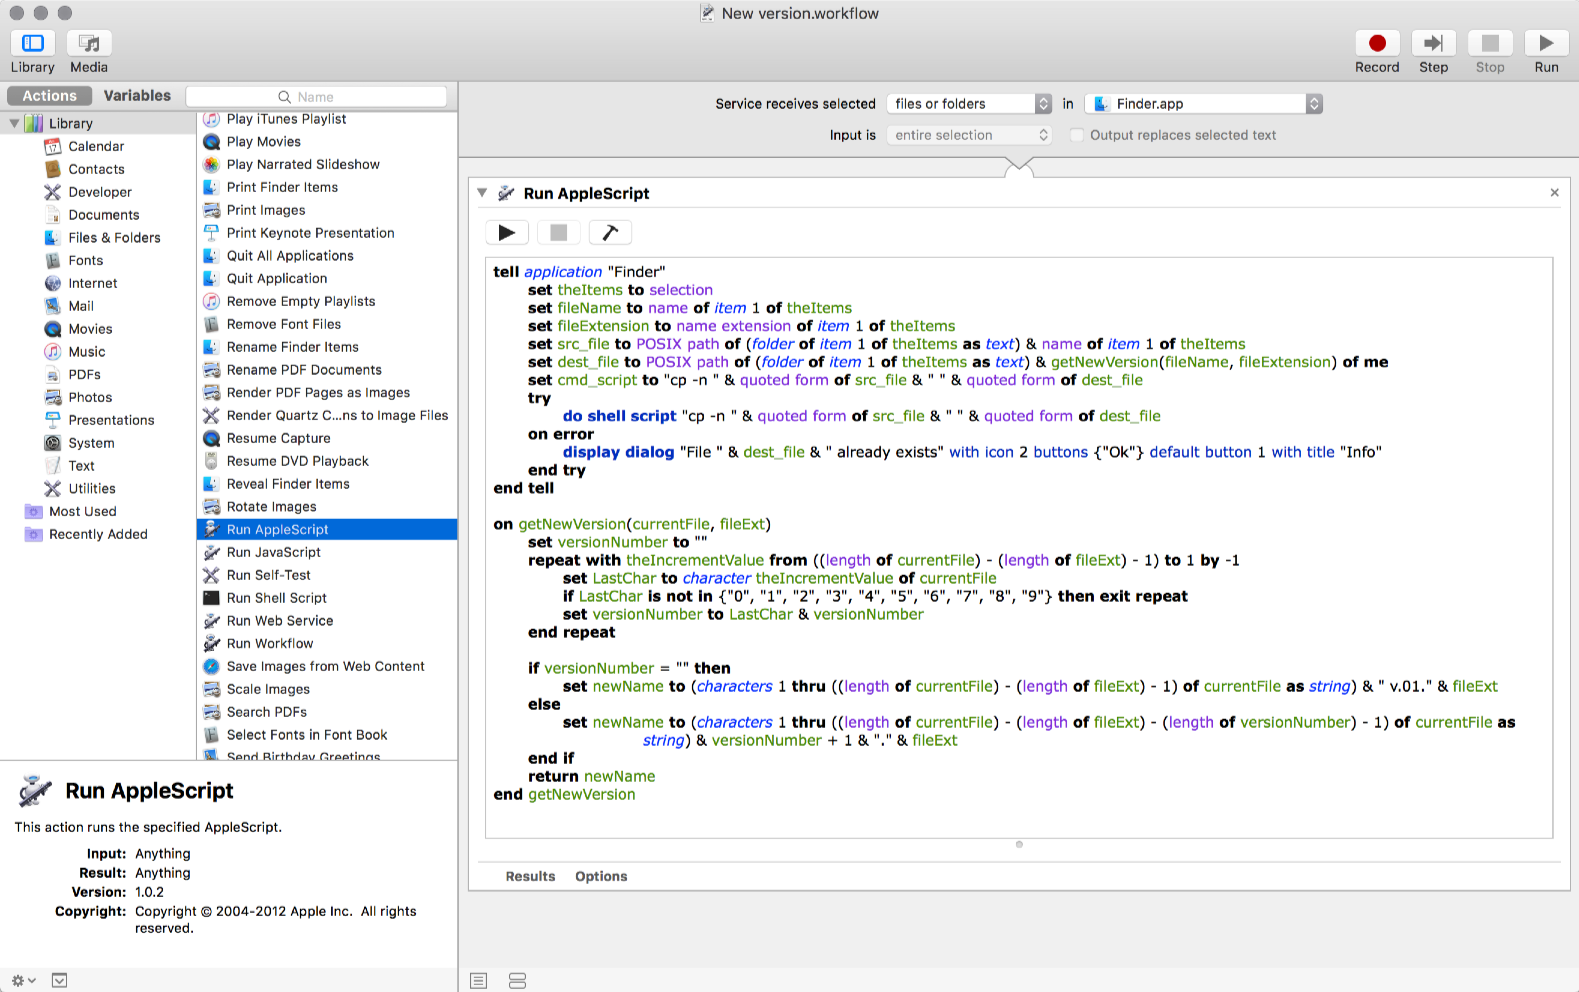 New version.workflow
Library
Media
Record
Step
Stop
Run
Actions
Variables
Name
Service receives selected
files or folders
in
Finder.app
Input is
entire selection
Output replaces selected text
Library
Calendar
Contacts
Developer
Documents
Files & Folders
Fonts
Internet
Mail
Movies
Music
PDFs
Photos
Presentations
System
Text
Utilities
Most Used
Recently Added
Play iTunes Playlist
Play Movies
Play Narrated Slideshow
Print Finder Items
Print Images
Print Keynote Presentation
Quit All Applications
Quit Application
Remove Empty Playlists
Remove Font Files
Rename Finder Items
Rename PDF Documents
Render PDF Pages as Images
Render Quartz C...ns to Image Files
Resume Capture
Resume DVD Playback
Reveal Finder Items
Rotate Images
Run AppleScript
Run JavaScript
Run Self-Test
Run Shell Script
Run Web Service
Run Workflow
Save Images from Web Content
Scale Images
Search PDFs
Select Fonts in Font Book
Send Birthday Greetings
Run AppleScript
tell application "Finder"
set theItems to selection
set fileName to name of item 1 of theItems
set fileExtension to name extension of item 1 of theItems
set src_file to POSIX path of (folder of item 1 of theItems as text) & name of item 1 of theItems
set dest_file to POSIX path of (folder of item 1 of theItems as text) & getNewVersion(fileName, fileExtension) of me
set cmd_script to "cp -n " & quoted form of src_file & " " & quoted form of dest_file
try
do shell script "cp -n " & quoted form of src_file & " " & quoted form of dest_file
on error
display dialog "File " & dest_file & " already exists" with icon 2 buttons {"Ok"} default button 1 with title "Info"
end try
end tell
on getNewVersion(currentFile, fileExt)
set versionNumber to ""
repeat with theIncrementValue from ((length of currentFile) - (length of fileExt) - 1) to 1 by -1
set LastChar to character theIncrementValue of currentFile
if LastChar is not in {"0", "1", "2", "3", "4", "5", "6", "7", "8", "9"} then exit repeat
set versionNumber to LastChar & versionNumber
end repeat
if versionNumber = "" then
set newName to (characters 1 thru ((length of currentFile) - (length of fileExt) - 1) of currentFile as string) & " v.01." & fileExt
else
set newName to (characters 1 thru ((length of currentFile) - (length of fileExt) - (length of versionNumber) - 1) of currentFile as
string) & versionNumber + 1 & "." & fileExt
end if
return newName
end getNewVersion
Results
Options
Run AppleScript
This action runs the specified AppleScript.
Input: Anything
Result: Anything
Version: 1.0.2
Copyright: Copyright © 2004-2012 Apple Inc. All rights
reserved.